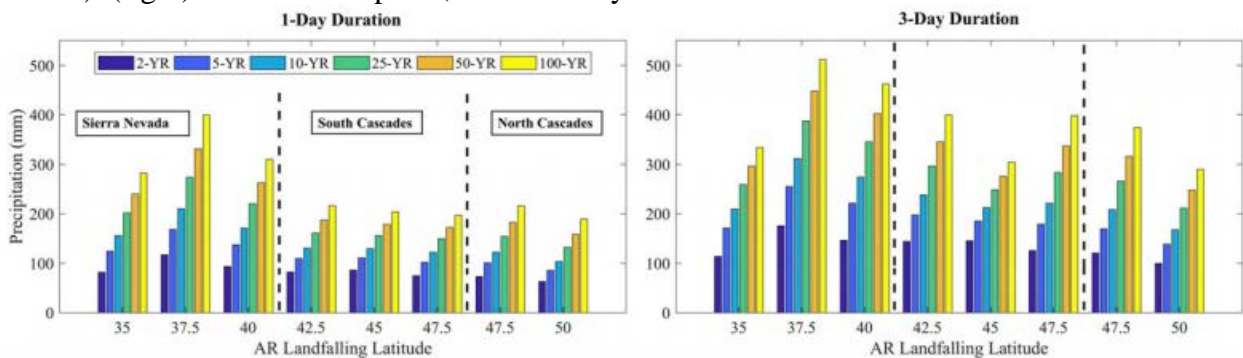 1-Day Duration
500
400
300
200
100
0
Precipitation (mm)
2-YR 5-YR 10-YR 25-YR 50-YR 100-YR
Sierra Nevada South Cascades North Cascades
35 37.5 40 42.5 45 47.5 47.5 50
AR Landfalling Latitude
3-Day Duration
500
400
300
200
100
0
35 37.5 40 42.5 45 47.5 47.5 50
AR Landfalling Latitude